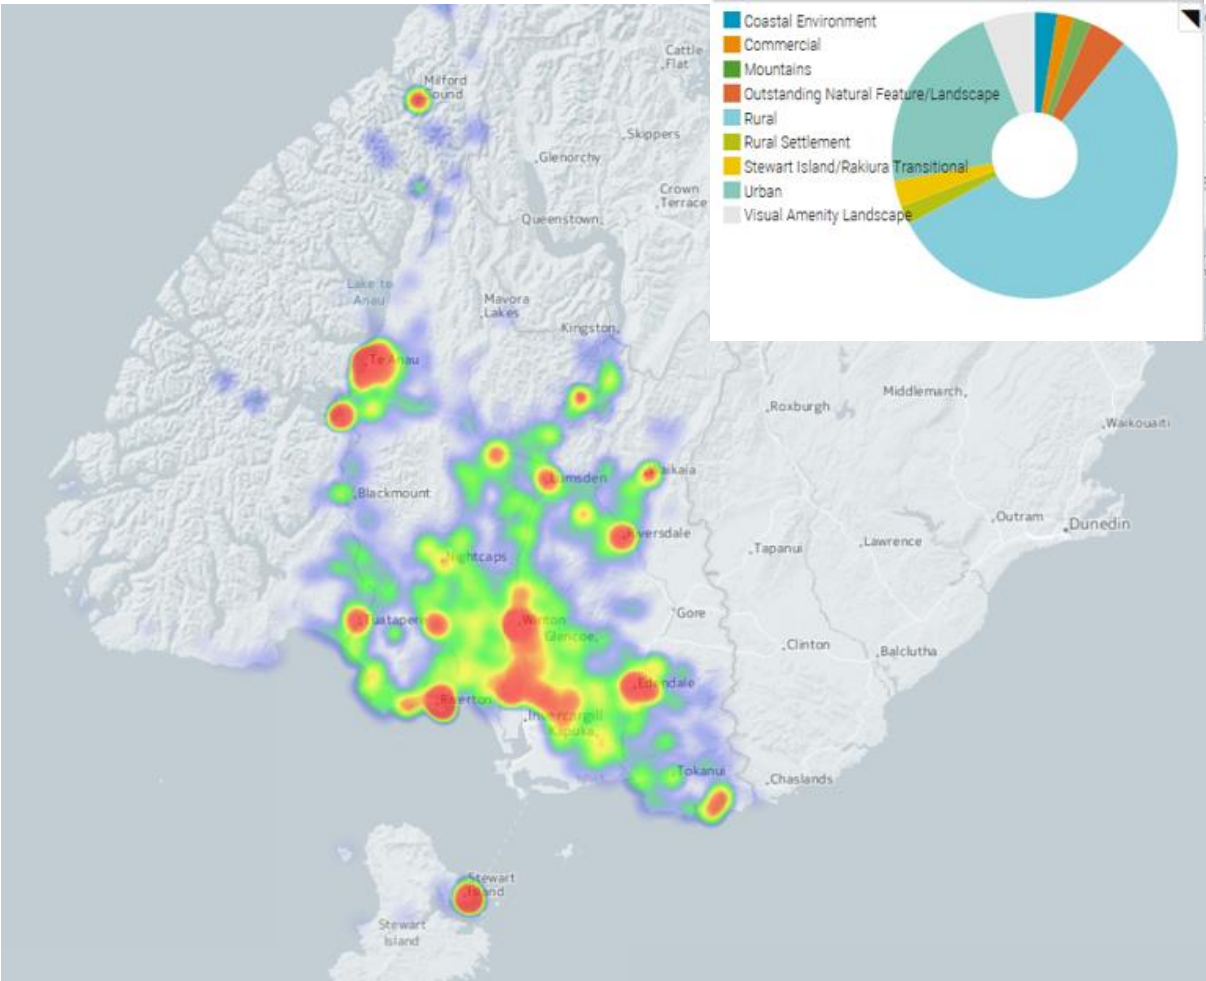 Coastal Environment
Commercial
Mountains
Outstanding Natural Feature/Landscape
Rural
Rural Settlement
Stewart Island/Rakiura Transitional
Urban
Visual Amenity Landscape
Cattle
Flat
Milford
Sound
Skippers
Glenorchy
Crown
Terrace
Queenstown
Lake te
Anau
Mavora
Lakes
Kingston
Te Anau
Middlemarch
Roxburgh
Waikouaiti
Waikaia
Lumsden
Blackmount
Outram
Dunedin
Riversdale
Lawrence
Tapanui
Nightcaps
Gore
Tuatapere
Winton
Glencoe
Clinton
Balclutha
Edendale
Riverton
Invercargill
Kapuka
Tokanui
Chaslands
Stewart
Island
Stewart
Island